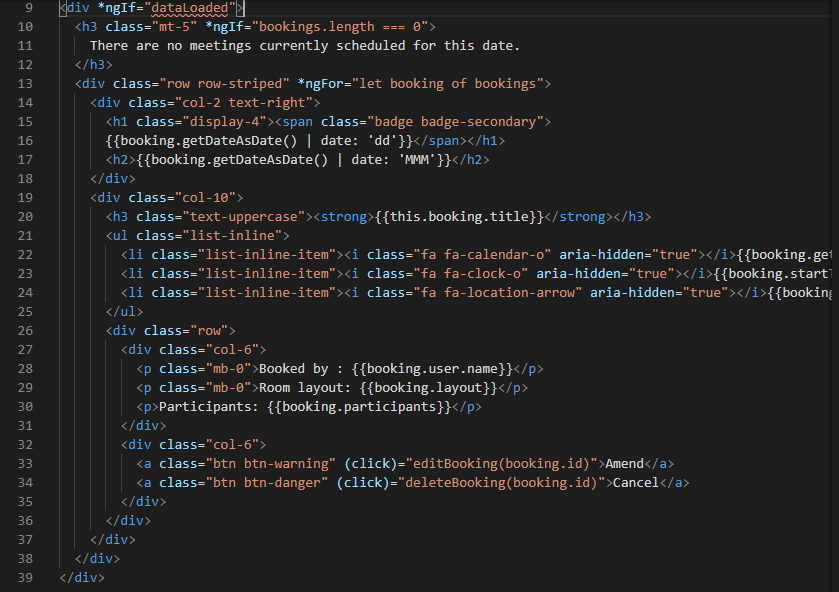 9 <div *ngIf="dataLoaded">
10 <h3 class="mt-5" *ngIf="bookings.length === 0">
11 There are no meetings currently scheduled for this date.
12 </h3>
13 <div class="row row-striped" *ngFor="let booking of bookings">
14 <div class="col-2 text-right">
15 <h1 class="display-4"><span class="badge badge-secondary">
16 {{booking.getDateAsDate() | date: 'dd'}}</span></h1>
17 <h2>{{booking.getDateAsDate() | date: 'MMM'}}</h2>
18 </div>
19 <div class="col-10">
20 <h3 class="text-uppercase"><strong>{{this.booking.title}}</strong></h3>
21 <ul class="list-inline">
22 <li class="list-inline-item"><i class="fa fa-calendar-o" aria-hidden="true"></i>{{booking.get
23 <li class="list-inline-item"><i class="fa fa-clock-o" aria-hidden="true"></i>{{booking.startT
24 <li class="list-inline-item"><i class="fa fa-location-arrow" aria-hidden="true"></i>{{booking
25 </ul>
26 <div class="row">
27 <div class="col-6">
28 <p class="mb-0">Booked by : {{booking.user.name}}</p>
29 <p class="mb-0">Room layout: {{booking.layout}}</p>
30 <p>Participants: {{booking.participants}}</p>
31 </div>
32 <div class="col-6">
33 <a class="btn btn-warning" (click)="editBooking(booking.id)">Amend</a>
34 <a class="btn btn-danger" (click)="deleteBooking(booking.id)">Cancel</a>
35 </div>
36 </div>
37 </div>
38 </div>
39 </div>